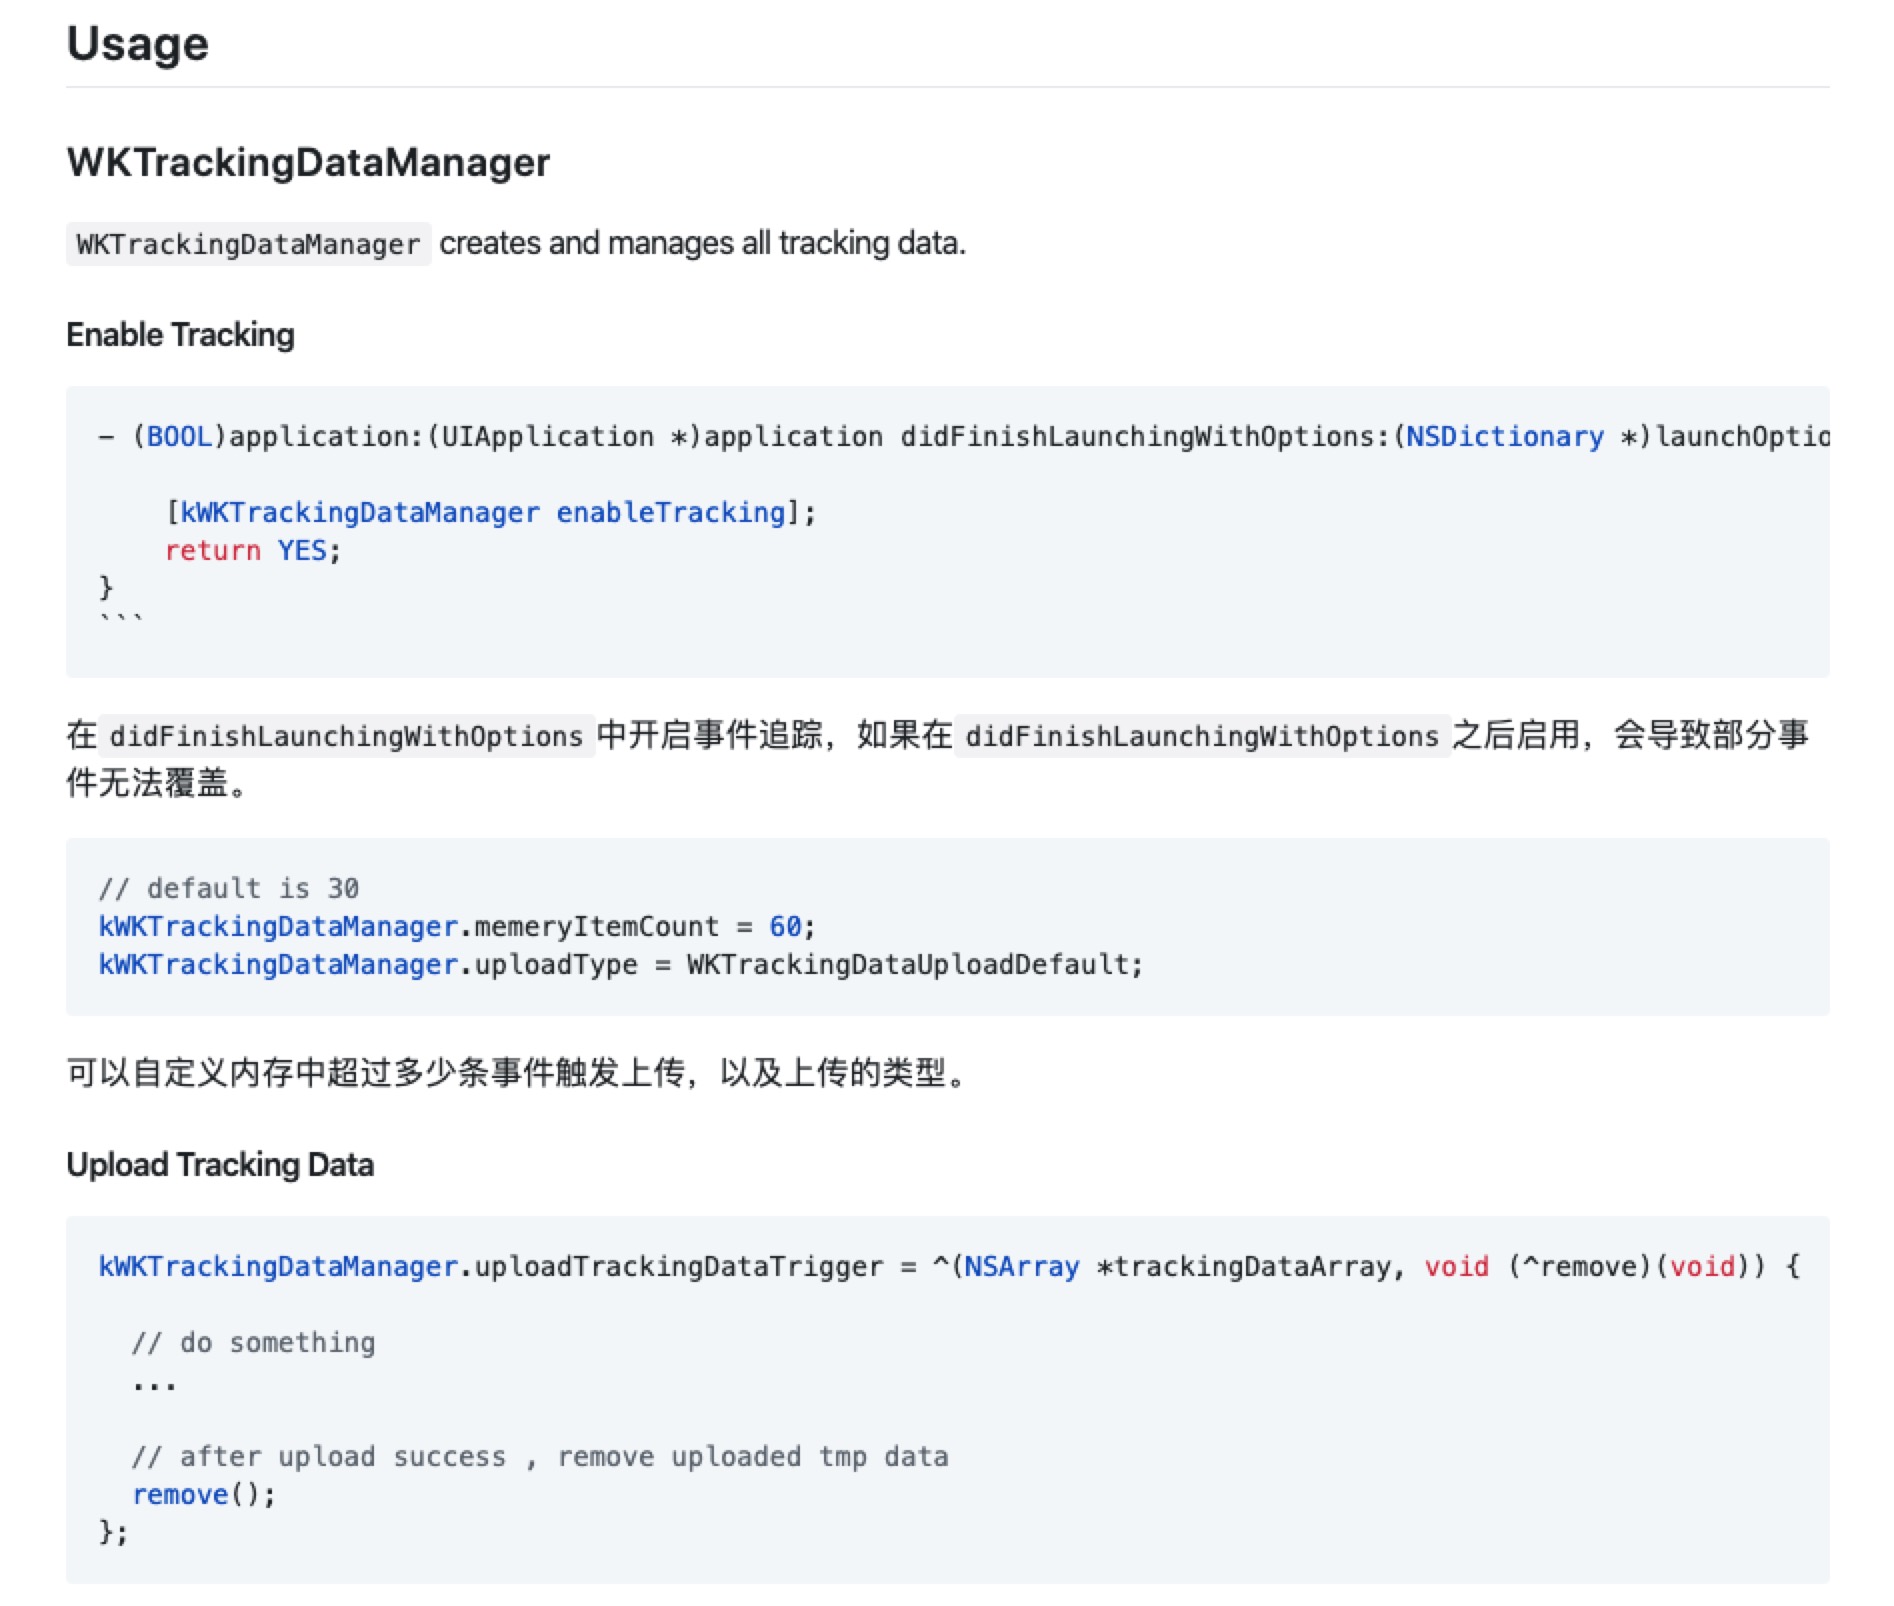 Usage
WKTrackingDataManager
WKTrackingDataManager creates and manages all tracking data.
Enable Tracking
- (BOOL)application:(UIApplication *)application didFinishLaunchingWithOptions:(NSDictionary *)launchOptio
[kWKTrackingDataManager enableTracking];
return YES;
}
```
在 didFinishLaunchingWithOptions 中开启事件追踪，如果在 didFinishLaunchingWithOptions 之后启用，会导致部分事
件无法覆盖。
// default is 30
kWKTrackingDataManager.memeryItemCount = 60;
kWKTrackingDataManager.uploadType = WKTrackingDataUploadDefault;
可以自定义内存中超过多少条事件触发上传，以及上传的类型。
Upload Tracking Data
kWKTrackingDataManager.uploadTrackingDataTrigger = ^(NSArray *trackingDataArray, void (^remove)(void)) {
// do something
...
// after upload success , remove uploaded tmp data
remove();
};